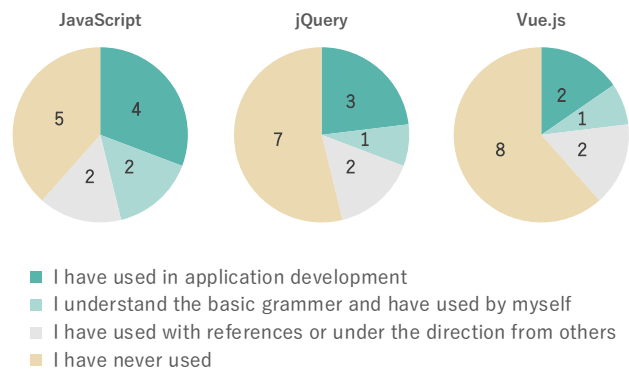 JavaScript jQuery Vue.js
5 4 2 2
7 3 1 2
8 2 1 2
I have used in application development
I understand the basic grammer and have used by myself
I have used with references or under the direction from others
I have never used